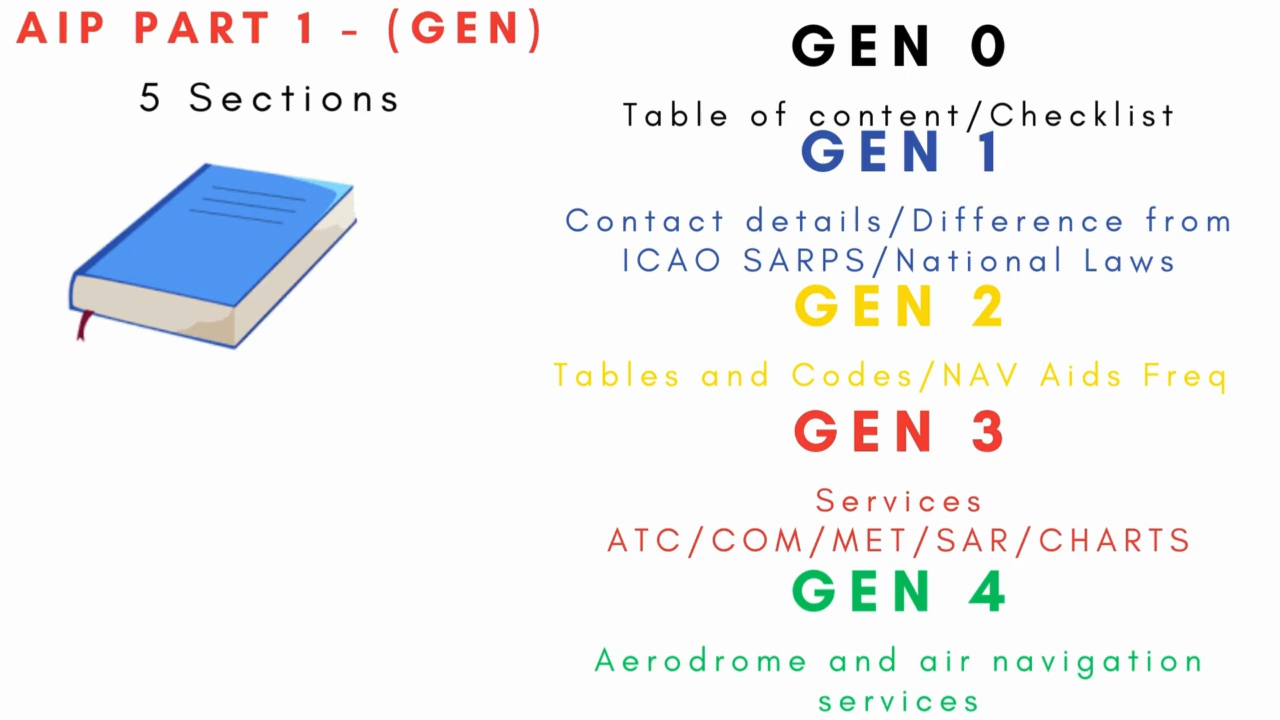 AIP PART 1 - (GEN)
5 Sections
GEN 0
Table of content/Checklist
GEN 1
Contact details/Difference from
ICAO SARPS/National Laws
GEN 2
Tables and Codes/NAV Aids Freq
GEN 3
Services
ATC/COM/MET/SAR/CHARTS
GEN 4
Aerodrome and air navigation
services